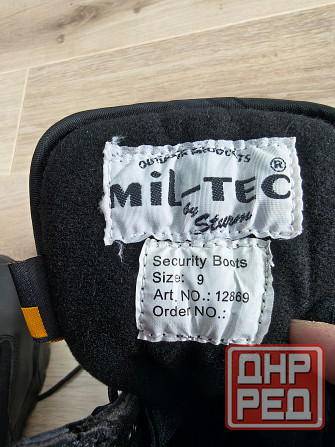 OUTDOOR PRODUCTS
MiL-TEC®
by Sturm
Security Boots
Size: 9
Art. NO.: 12869
Order NO.:
ДНР
РЕД